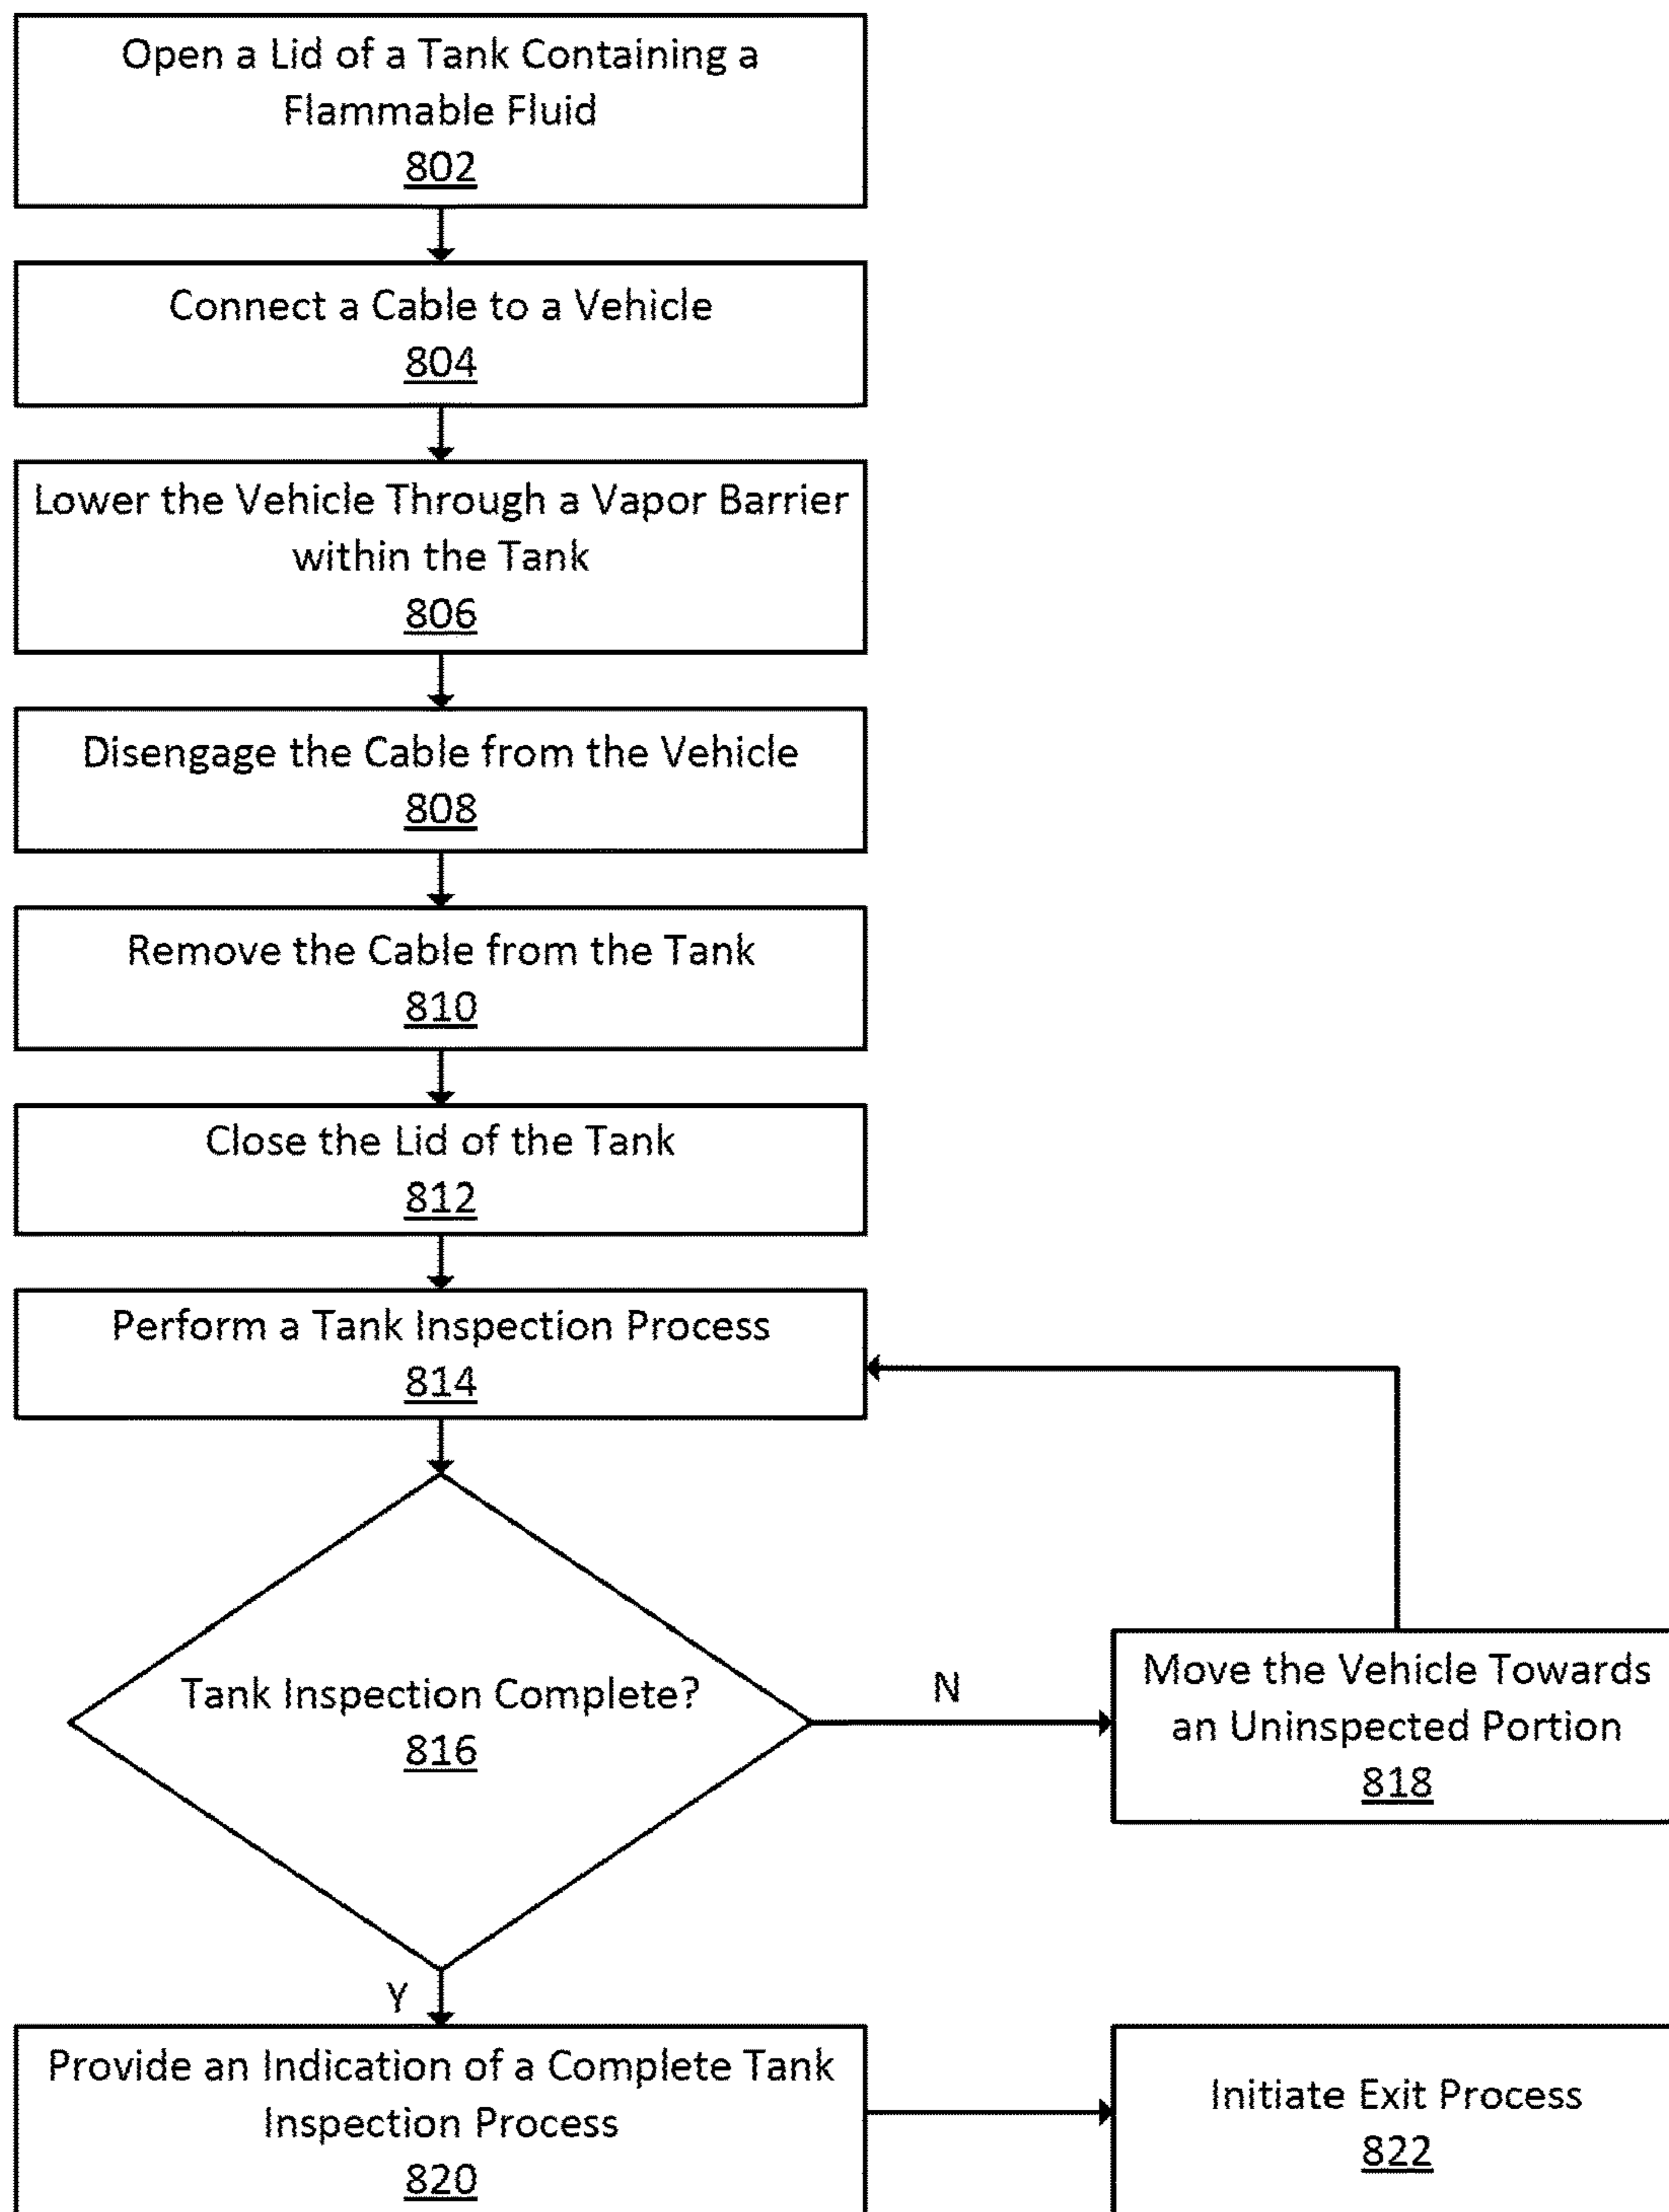 Open a Lid of a Tank Containing a
Flammable Fluid
802
Connect a Cable to a Vehicle
804
Lower the Vehicle Through a Vapor Barrier
within the Tank
806
Disengage the Cable from the Vehicle
808
Remove the Cable from the Tank
810
Close the Lid of the Tank
812
Perform a Tank Inspection Process
814
Tank Inspection Complete?
816
N
Move the Vehicle Towards
an Uninspected Portion
818
Y
Provide an Indication of a Complete Tank
Inspection Process
820
Initiate Exit Process
822